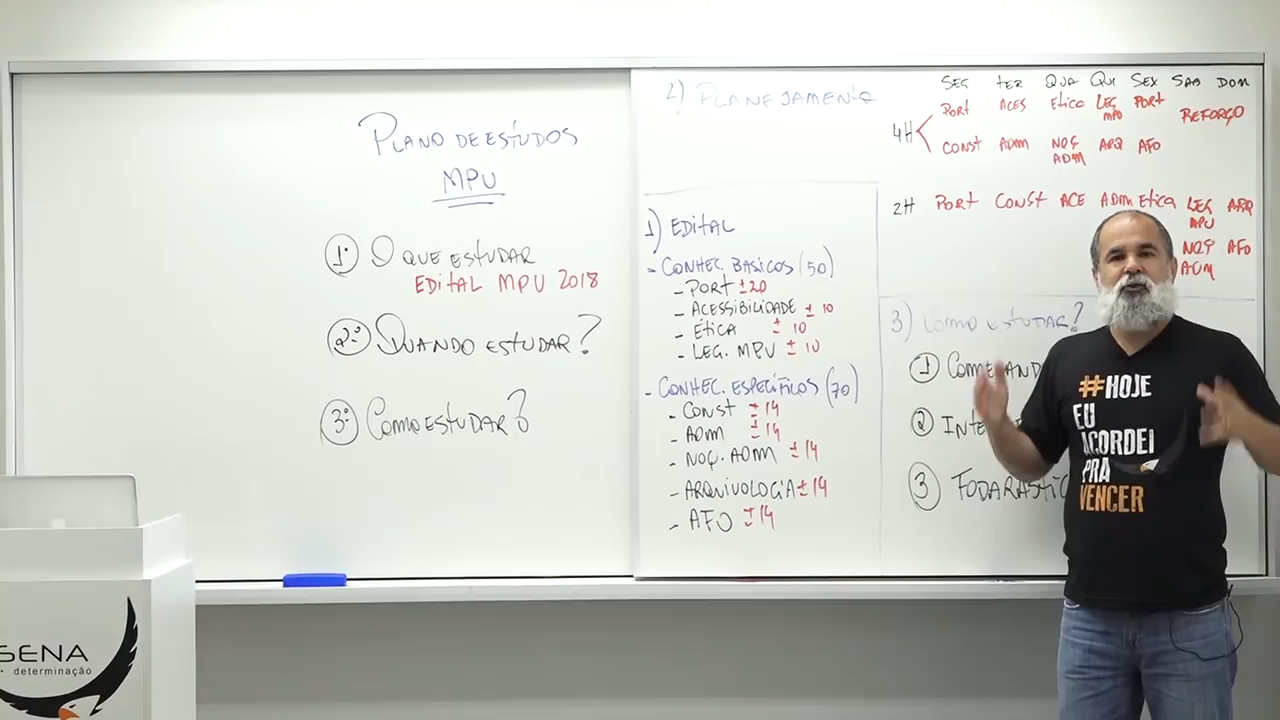 PLANO DE ESTUDOS
MPU
1º O QUE ESTUDAR
EDITAL MPU 2018
2º QUANDO ESTUDAR?
3º COMO ESTUDAR?
2) PLANEJAMENTO
SEG TER QUA QUI SEX SAB DOM
4H PORT ACES ETICA LEG MPU PORT REFORÇO
CONST ADM NOÇ ADM ARQ AFO
2H PORT CONST ACE ADM ETICA LEG MPU ARQ
NOÇ ADM AFO
1) EDITAL
- CONHEC. BASICOS (50)
- PORT ±20
- ACESSIBILIDADE ± 10
- ETICA ± 10
- LEG. MPU ± 10
- CONHEC. ESPECÍFICOS (70)
- CONST ±14
- ADM ±14
- NOÇ. ADM ±14
- ARQUIVOLOGIA ±14
- AFO ±14
3) COMO ESTUDAR?
1
2 INTE
3
#HOJE
EU
ACORDEI
PRA
VENCER
SENA
determinação